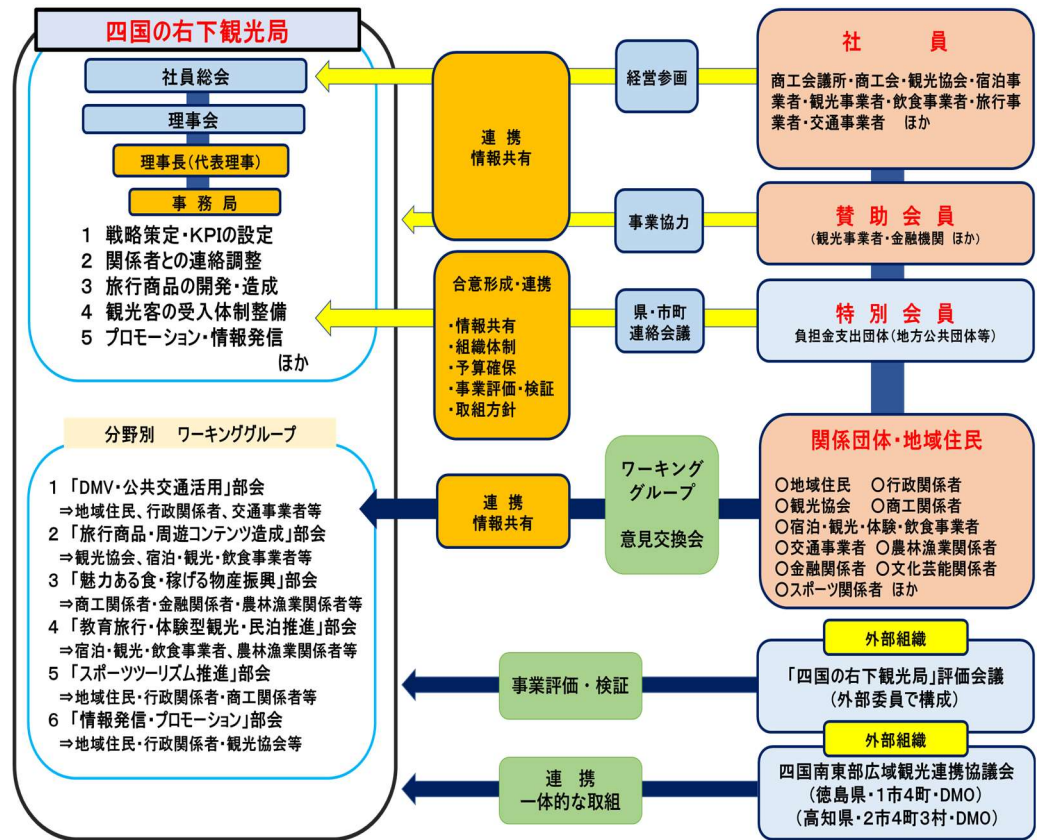 四国の右下観光局
社員総会
理事会
理事長(代表理事)
事務局
1 戦略策定・KPIの設定
2 関係者との連絡調整
3 旅行商品の開発・造成
4 観光客の受入体制整備
5 プロモーション・情報発信
ほか
分野別 ワーキンググループ
1 「DMV・公共交通活用」部会
⇒地域住民、行政関係者、交通事業者等
2 「旅行商品・周遊コンテンツ造成」部会
⇒観光協会、宿泊・観光・飲食事業者等
3 「魅力ある食・稼げる物産振興」部会
⇒商工関係者・金融関係者・農林漁業関係者等
4 「教育旅行・体験型観光・民泊推進」部会
⇒宿泊・観光・飲食事業者、農林漁業関係者等
5 「スポーツツーリズム推進」部会
⇒地域住民・行政関係者・商工関係者等
6 「情報発信・プロモーション」部会
⇒地域住民・行政関係者・観光協会等
連携
情報共有
合意形成・連携
・情報共有
・組織体制
・予算確保
・事業評価・検証
・取組方針
連携
情報共有
経営参画
事業協力
県・市町
連絡会議
ワーキング
グループ
意見交換会
事業評価・検証
連携
一体的な取組
社員
商工会議所・商工会・観光協会・宿泊事
業者・観光事業者・飲食事業者・旅行事
業者・交通事業者 ほか
賛助会員
(観光事業者・金融機関 ほか)
特別会員
負担金支出団体(地方公共団体等)
関係団体・地域住民
○地域住民 ○行政関係者
○観光協会 ○商工関係者
○宿泊・観光・体験・飲食事業者
○交通事業者 ○農林漁業関係者
○金融関係者 ○文化芸能関係者
○スポーツ関係者 ほか
外部組織
「四国の右下観光局」評価会議
(外部委員で構成)
外部組織
四国南東部広域観光連携協議会
(徳島県・1市4町・DMO)
(高知県・2市4町3村・DMO)